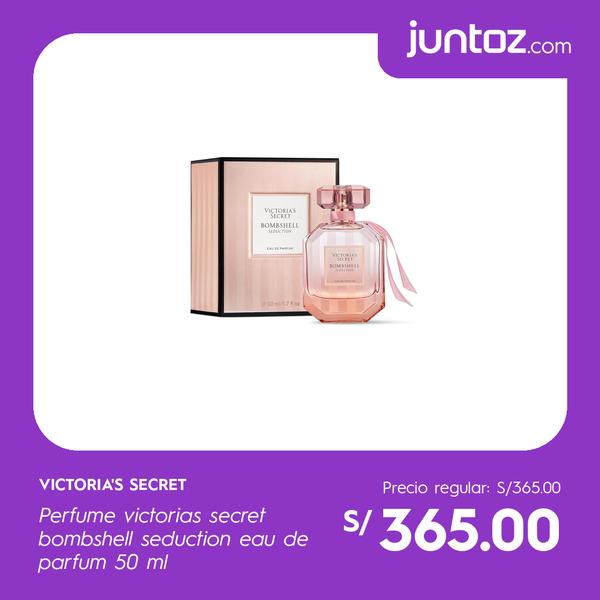 juntoz.com
VICTORIA'S
SECRET
BOMBSHELL
SEDUCTION
EAU DE PARFUM
VICTORIA'S
SECRET
BOMBSHELL
SEDUCTION
VICTORIA'S SECRET
Perfume victorias secret
bombshell seduction eau de
parfum 50 ml
Precio regular: S/365.00
S/ 365.00